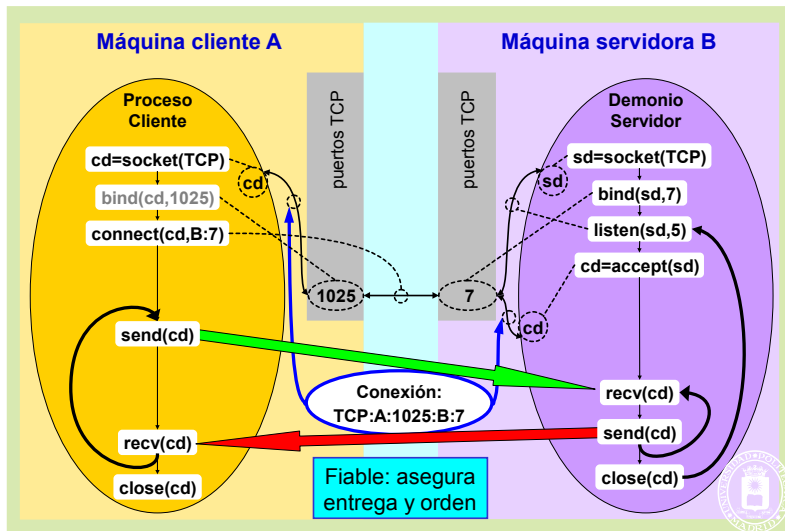 Máquina cliente A
Máquina servidora B
Proceso
Cliente
puertos TCP
puertos TCP
Demonio
Servidor
cd=socket(TCP)
cd
sd
sd=socket(TCP)
bind(cd,1025)
bind(sd,7)
connect(cd,B:7)
listen(sd,5)
cd=accept(sd)
1025
7
cd
send(cd)
Conexión:
TCP:A:1025:B:7
recv(cd)
recv(cd)
send(cd)
Fiable: asegura
entrega y orden
close(cd)
close(cd)